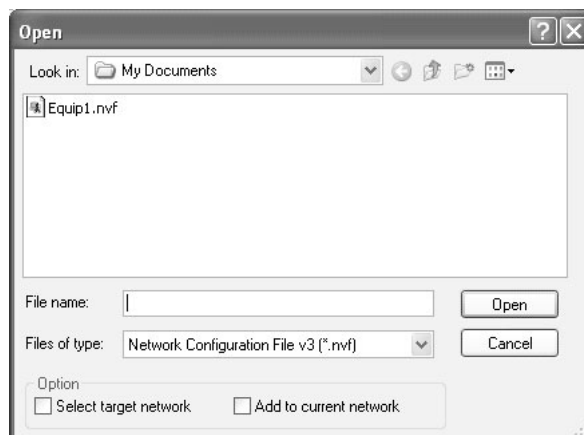 Open
Look in: My Documents
Equip1.nvf
File name: Open
Files of type: Network Configuration File v3 (*.nvf) Cancel
Option
Select target network Add to current network